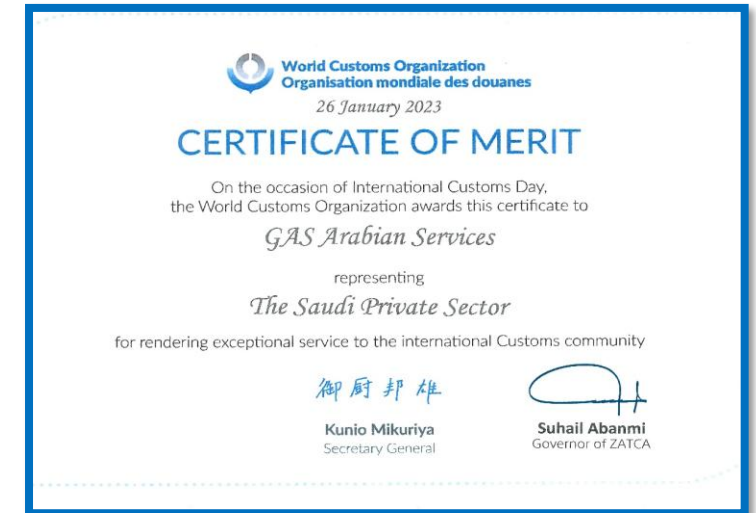 World Customs Organization
Organisation mondiale des douanes
26 January 2023
CERTIFICATE OF MERIT
On the occasion of International Customs Day,
the World Customs Organization awards this certificate to
GAS Arabian Services
representing
The Saudi Private Sector
for rendering exceptional service to the international Customs community
御厨邦雄
Kunio Mikuriya
Secretary General
Suhail Abanmi
Governor of ZATCA